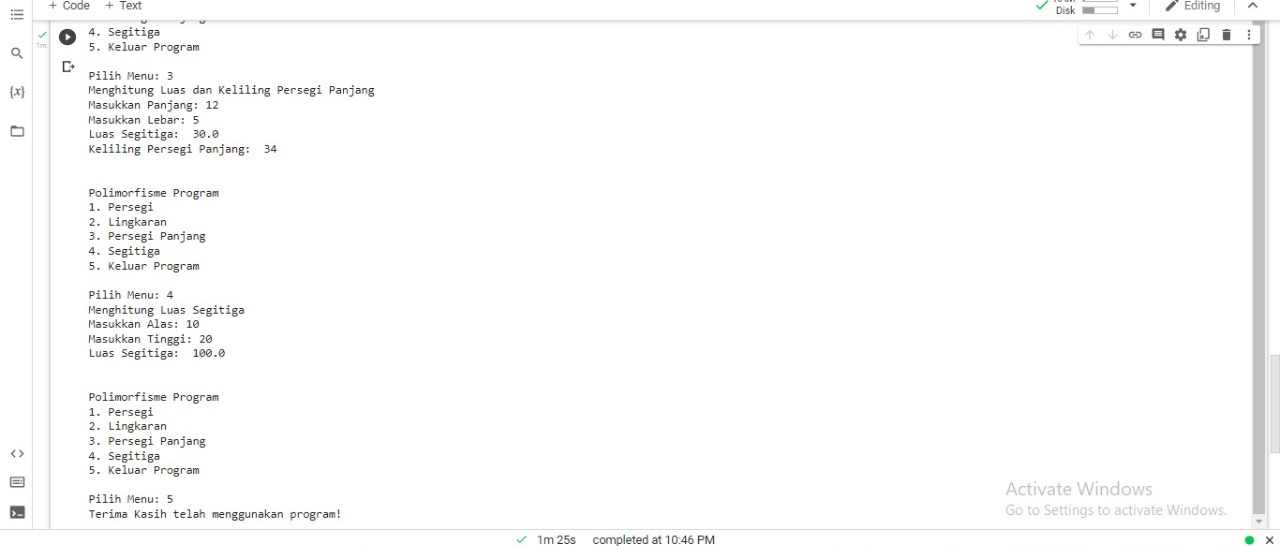 + Code + Text
Disk
Editing
1m
4. Segitiga
5. Keluar Program
{x}
Pilih Menu: 3
Menghitung Luas dan Keliling Persegi Panjang
Masukkan Panjang: 12
Masukkan Lebar: 5
Luas Segitiga: 30.0
Keliling Persegi Panjang: 34
Polimorfisme Program
1. Persegi
2. Lingkaran
3. Persegi Panjang
4. Segitiga
5. Keluar Program
Pilih Menu: 4
Menghitung Luas Segitiga
Masukkan Alas: 10
Masukkan Tinggi: 20
Luas Segitiga: 100.0
Polimorfisme Program
1. Persegi
2. Lingkaran
3. Persegi Panjang
4. Segitiga
5. Keluar Program
Pilih Menu: 5
Terima Kasih telah menggunakan program!
Activate Windows
Go to Settings to activate Windows.
1m 25s completed at 10:46 PM